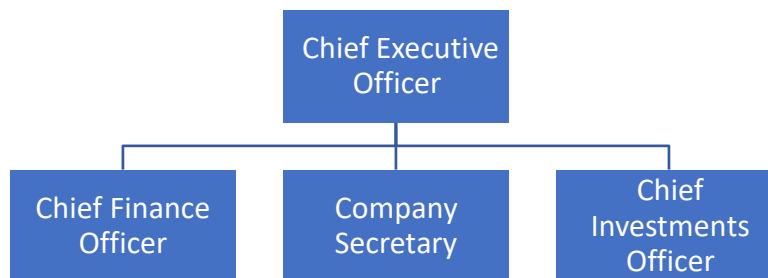 Chief Executive
Officer
Chief Finance
Officer
Company
Secretary
Chief
Investments
Officer